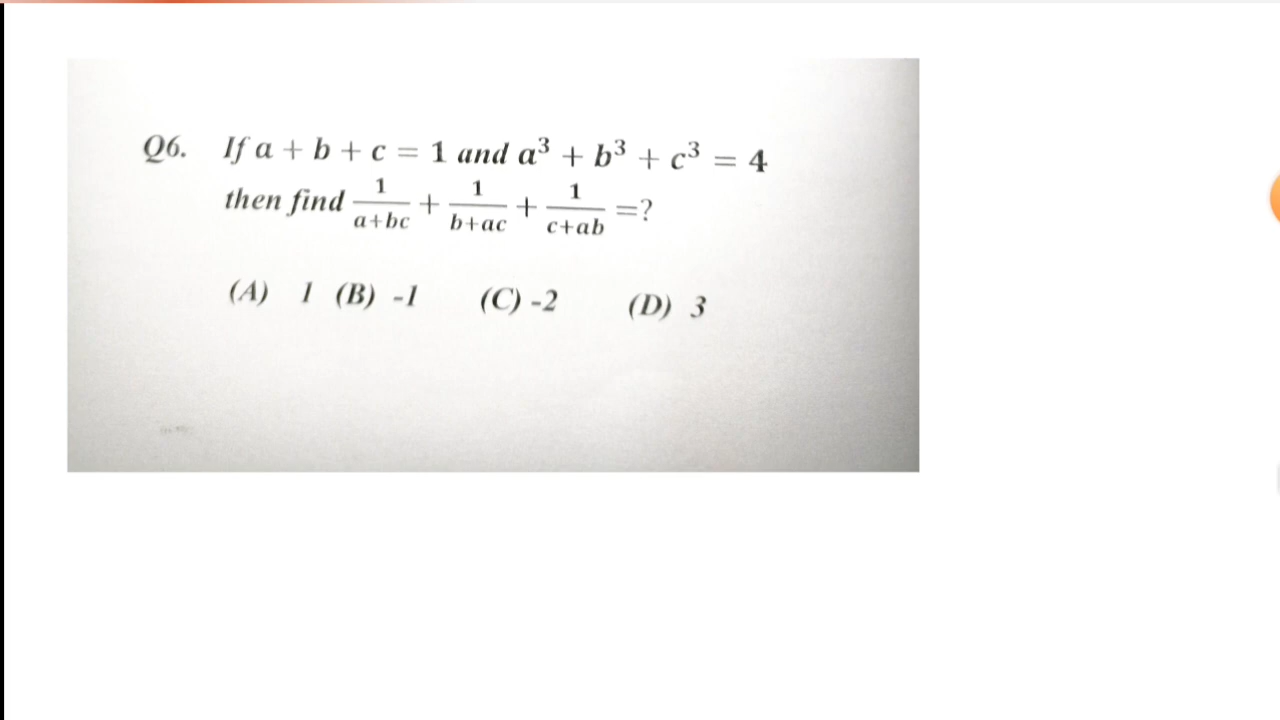 Q6. If a + b + c = 1 and a³ + b³ + c³ = 4
then find 1/(a+bc) + 1/(b+ac) + 1/(c+ab) =?
(A) 1 (B) -1 (C) -2 (D) 3